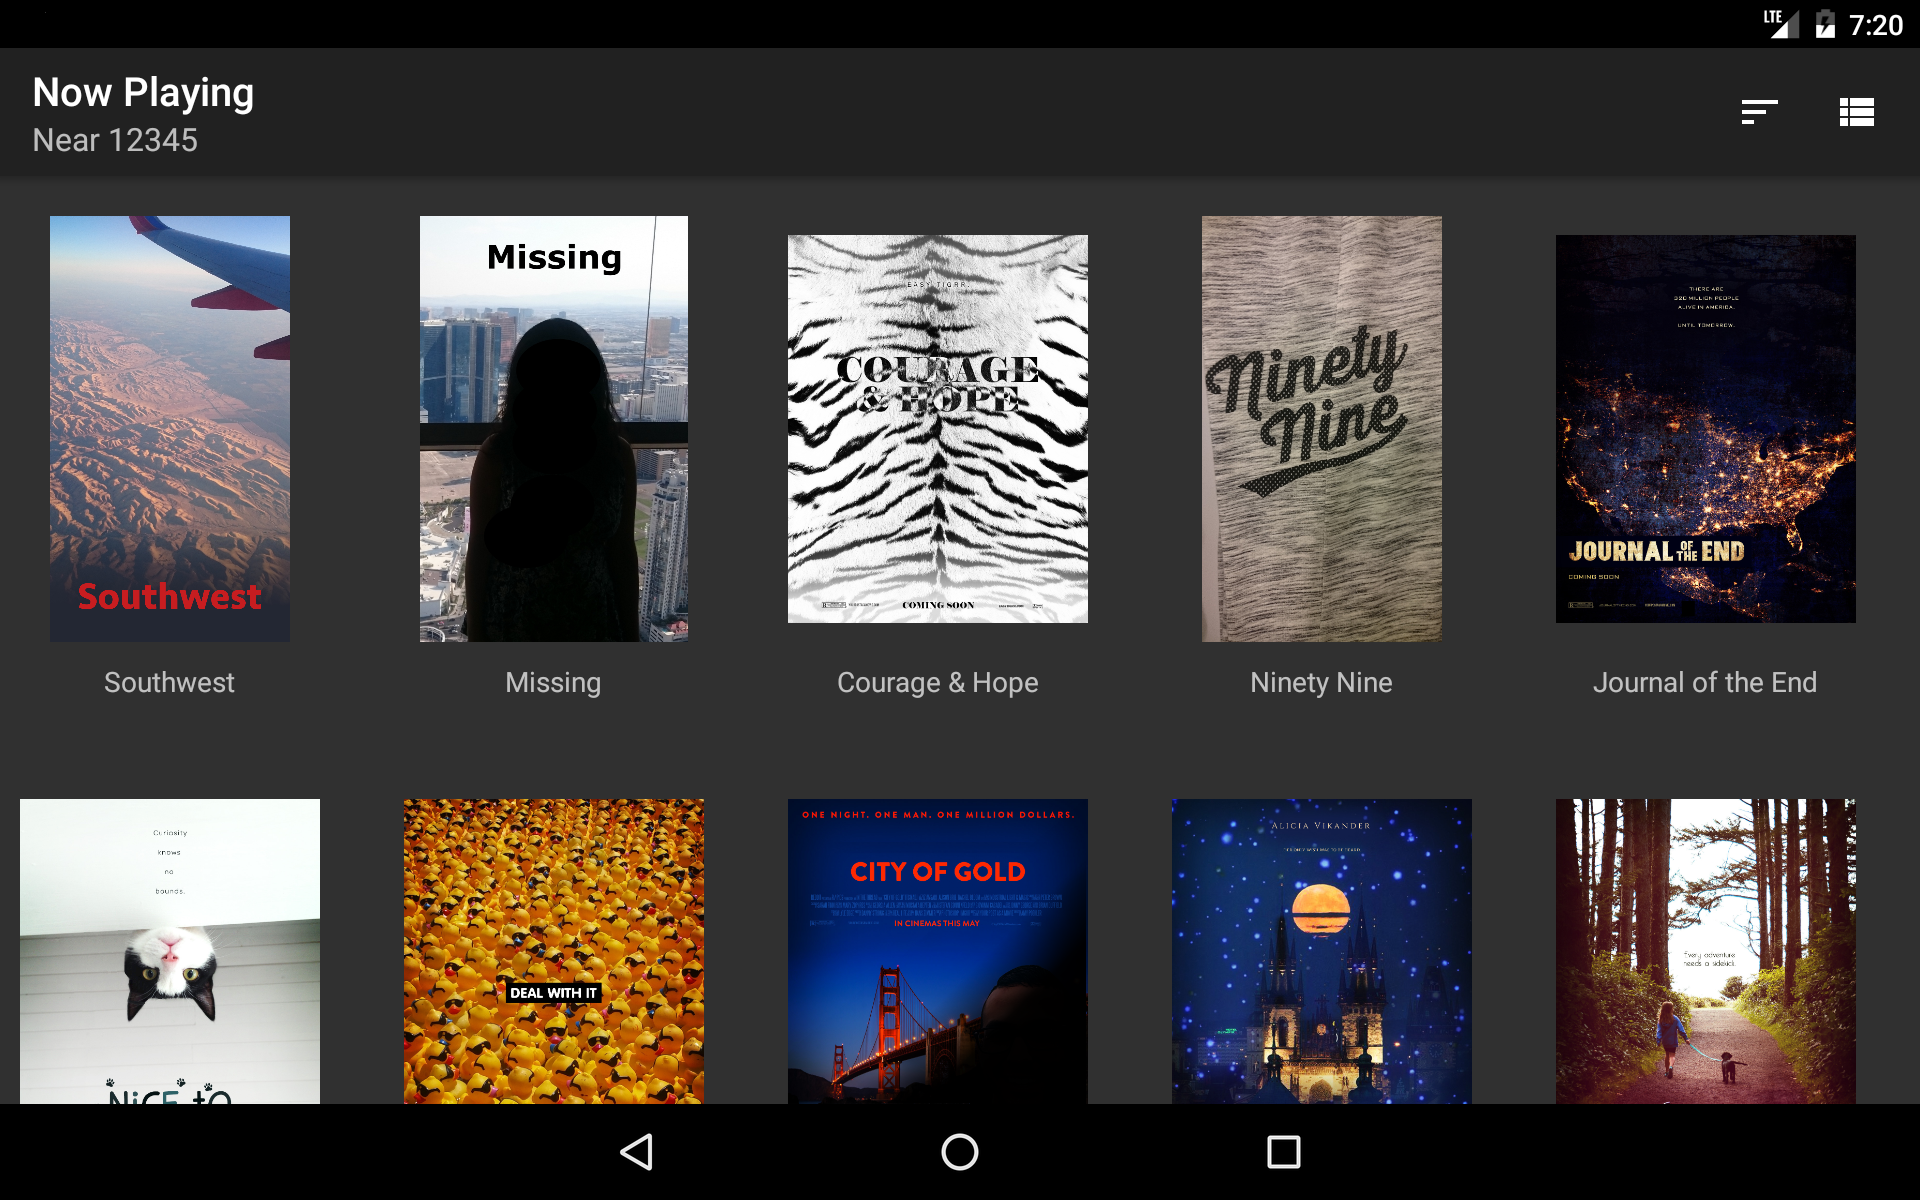 LTE 7:20
Now Playing
Near 12345
Missing
Southwest
EASY TIGRR.
COURAGE
& HOPE
COMING SOON
Ninety
Nine
THERE ARE
320 MILLION PEOPLE
ALIVE IN AMERICA.
UNTIL TOMORROW.
JOURNAL OF THE END
COMING SOON
Southwest
Missing
Courage & Hope
Ninety Nine
Journal of the End
Curiosity
knows
no
bounds.
NiCE tO
DEAL WITH IT
ONE NIGHT. ONE MAN. ONE MILLION DOLLARS.
CITY OF GOLD
IN CINEMAS THIS MAY
ALICIA VIKANDER
Every adventure
needs a sidekick.